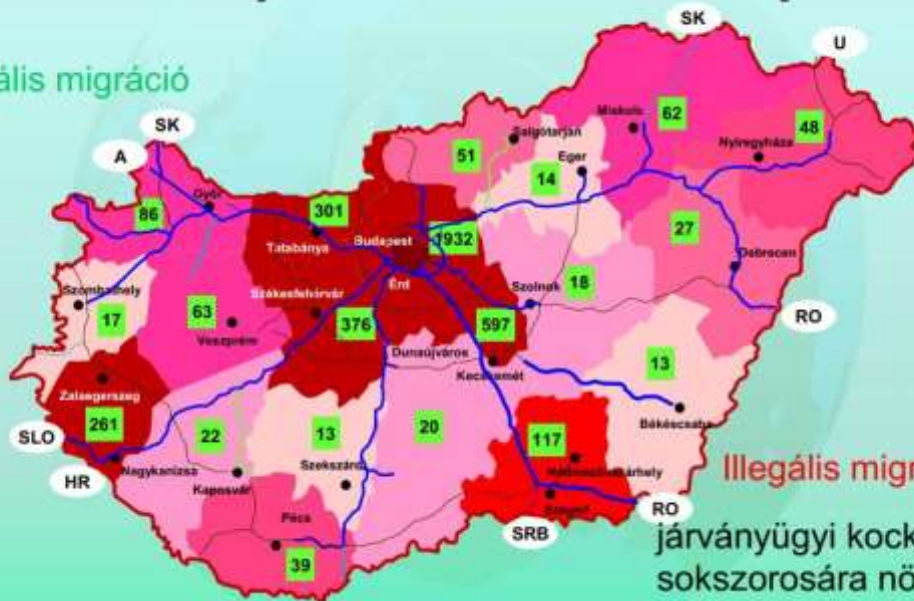 SK
U
ális migráció
SK
A
Miskolc
62
Salgótarján
51
48
Nyíregyháza
Eger
14
Győr
86
301
Budapest
1932
27
Tatabánya
Debrecen
Székesfehérvár
Érd
Szolnok
18
Szombathely
17
63
Veszprém
376
597
RO
Dunaújváros
Kecskemét
13
Zalaegerszeg
261
22
13
20
Békéscsaba
SLO
117
HR
Nagykanizsa
Szekszárd
Kaposvár
Illegális migr
Pécs
SRB
RO
39
járványügyi kock
sokszorosára nö